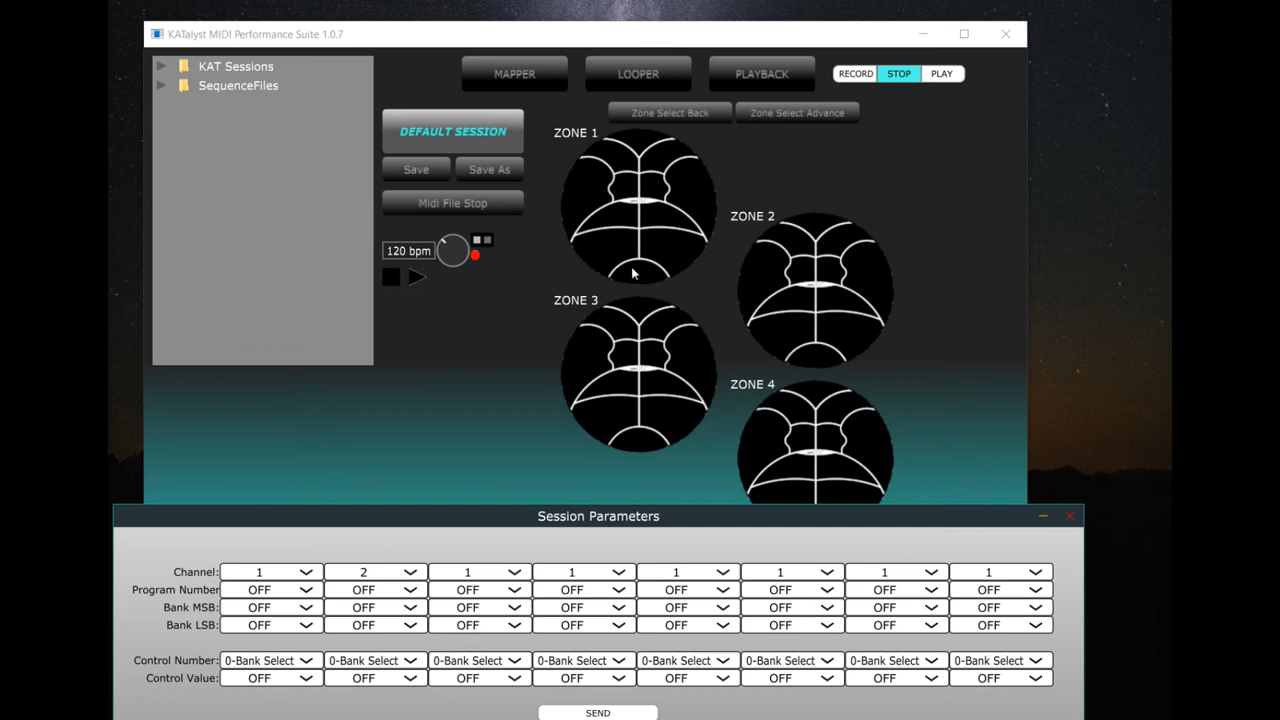 KATalyst MIDI Performance Suite 1.0.7
KAT Sessions
SequenceFiles
MAPPER
LOOPER
PLAYBACK
RECORD
STOP
PLAY
Zone Select Back
Zone Select Advance
DEFAULT SESSION
Save
Save As
Midi File Stop
120 bpm
ZONE 1
ZONE 2
ZONE 3
ZONE 4
Session Parameters
Channel: 1 2 1 1 1 1 1 1
Program Number OFF OFF OFF OFF OFF OFF OFF OFF
Bank MSB: OFF OFF OFF OFF OFF OFF OFF OFF
Bank LSB: OFF OFF OFF OFF OFF OFF OFF OFF
Control Number: 0-Bank Select 0-Bank Select 0-Bank Select 0-Bank Select 0-Bank Select 0-Bank Select 0-Bank Select 0-Bank Select
Control Value: OFF OFF OFF OFF OFF OFF OFF OFF
SEND